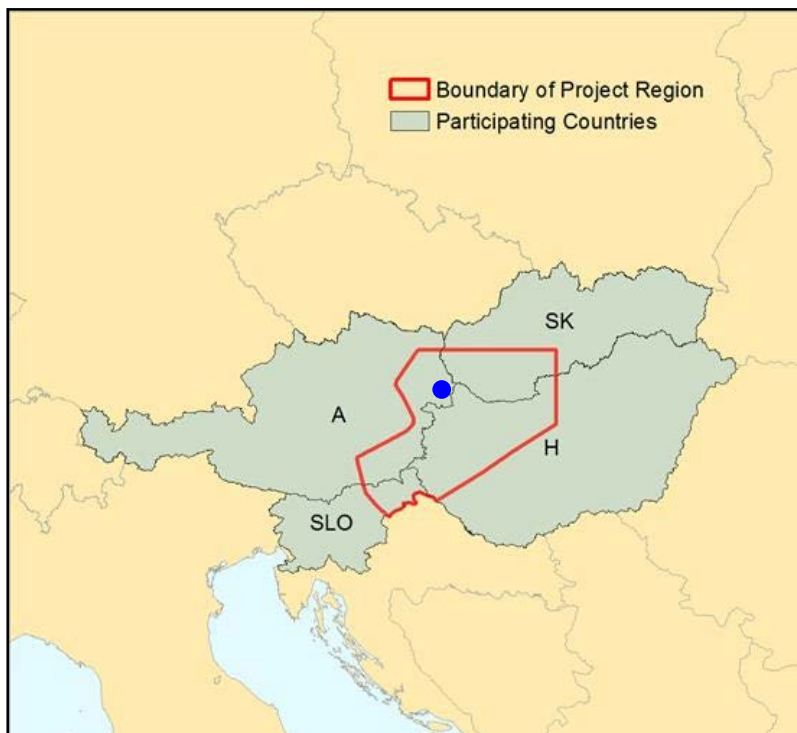 Boundary of Project Region
Participating Countries
SK
A
H
SLO